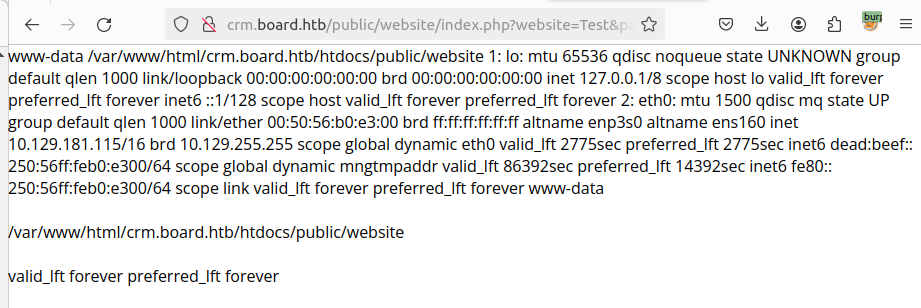 crm.board.htb/public/website/index.php?website=Test&p
burp
www-data /var/www/html/crm.board.htb/htdocs/public/website 1: lo: mtu 65536 qdisc noqueue state UNKNOWN group
default qlen 1000 link/loopback 00:00:00:00:00:00 brd 00:00:00:00:00:00 inet 127.0.0.1/8 scope host lo valid_lft forever
preferred_lft forever inet6 ::1/128 scope host valid_lft forever preferred_lft forever 2: eth0: mtu 1500 qdisc mq state UP
group default qlen 1000 link/ether 00:50:56:b0:e3:00 brd ff:ff:ff:ff:ff:ff altname enp3s0 altname ens160 inet
10.129.181.115/16 brd 10.129.255.255 scope global dynamic eth0 valid_lft 2775sec preferred_lft 2775sec inet6 dead:beef::
250:56ff:feb0:e300/64 scope global dynamic mngtmpaddr valid_lft 86392sec preferred_lft 14392sec inet6 fe80::
250:56ff:feb0:e300/64 scope link valid_lft forever preferred_lft forever www-data
/var/www/html/crm.board.htb/htdocs/public/website
valid_lft forever preferred_lft forever